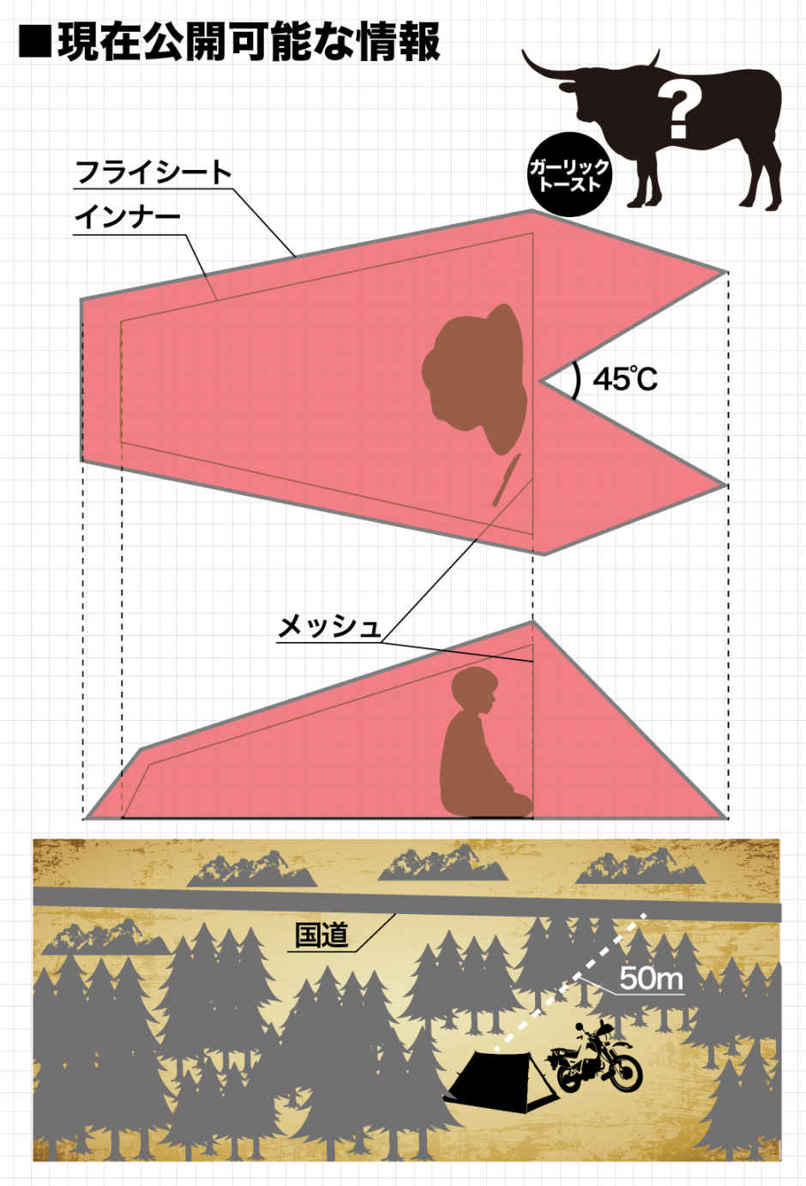 ■現在公開可能な情報
?
ガーリック
トースト
フライシート
インナー
45℃
メッシュ
国道
50m